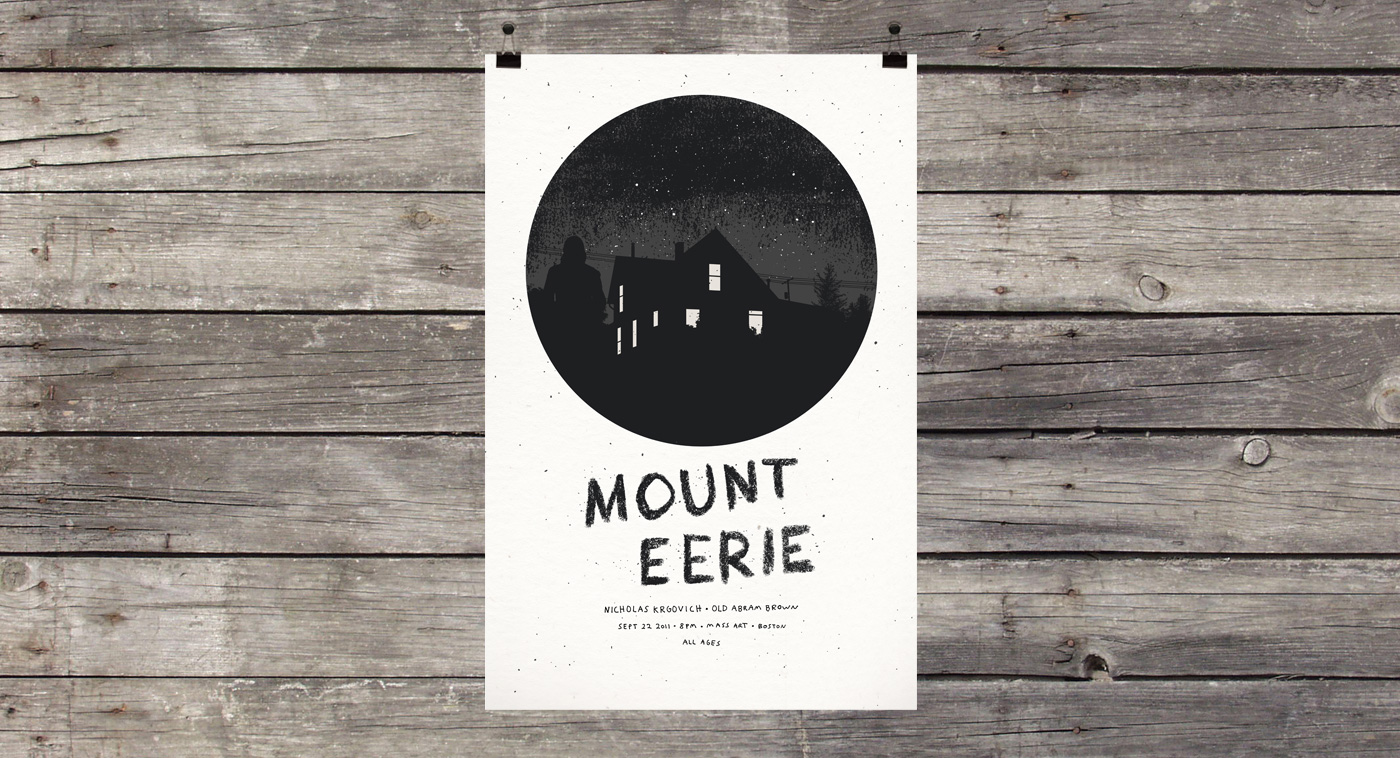 MOUNT
EERIE
NICHOLAS KRGOVICH • OLD ABRAM BROWN
SEPT 22 2011 • 8PM • MASS ART • BOSTON
ALL AGES